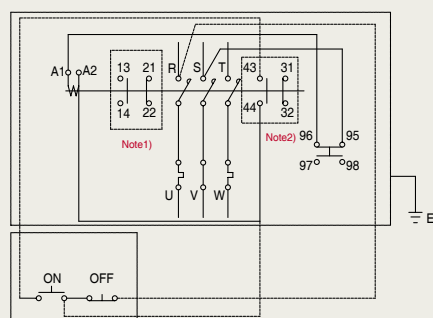 A1 A2 13 21 R S T 43 31
14 22 44 32
Note1) Note2) 96 95
97 98
U V W
E
ON OFF